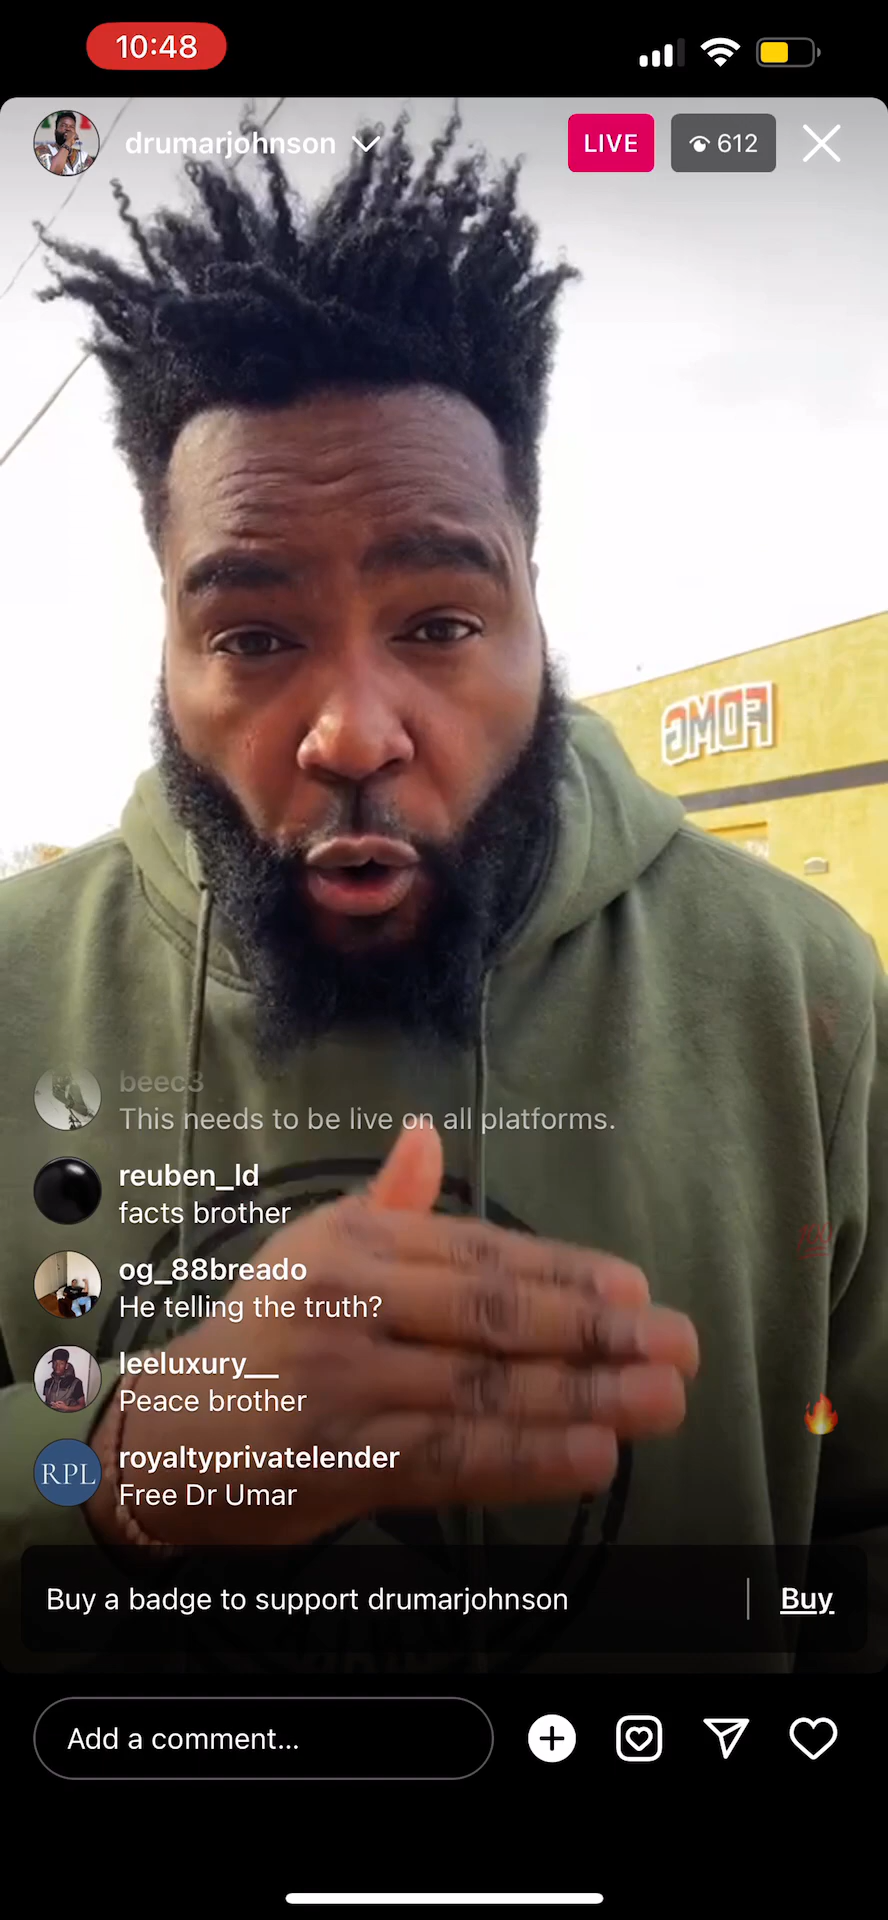 10:48
drumarjohnson
LIVE
612
FDMG
beec3
This needs to be live on all platforms.
reuben_ld
facts brother
og_88breado
He telling the truth?
leeluxury__
Peace brother
RPL
royaltyprivatelender
Free Dr Umar
Buy a badge to support drumarjohnson
Buy
Add a comment...